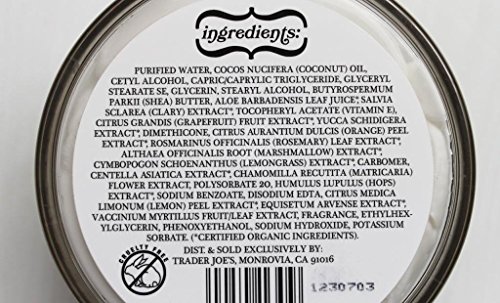 ingredients:
PURIFIED WATER, COCOS NUCIFERA (COCONUT) OIL,
CETYL ALCOHOL, CAPRIC/CAPRYLIC TRIGLYCERIDE, GLYCERYL
STEARATE SE, GLYCERIN, STEARYL ALCOHOL, BUTYROSPERMUM
PARKII (SHEA) BUTTER, ALOE BARBADENSIS LEAF JUICE*, SALVIA
SCLAREA (CLARY) EXTRACT*, TOCOPHERYL ACETATE (VITAMIN E),
CITRUS GRANDIS (GRAPEFRUIT) FRUIT EXTRACT*, YUCCA SCHIDIGERA
EXTRACT*, DIMETHICONE, CITRUS AURANTIUM DULCIS (ORANGE) PEEL
EXTRACT*, ROSMARINUS OFFICINALIS (ROSEMARY) LEAF EXTRACT*,
ALTHAEA OFFICINALIS ROOT (MARSHMALLOW) EXTRACT*,
CYMBOPOGON SCHOENANTHUS (LEMONGRASS) EXTRACT*, CARBOMER,
CENTELLA ASIATICA EXTRACT*, CHAMOMILLA RECUTITA (MATRICARIA)
FLOWER EXTRACT, POLYSORBATE 20, HUMULUS LUPULUS (HOPS)
EXTRACT*, SODIUM BENZOATE, DISODIUM EDTA, CITRUS MEDICA
LIMONUM (LEMON) PEEL EXTRACT*, EQUISETUM ARVENSE EXTRACT*,
VACCINIUM MYRTILLUS FRUIT/LEAF EXTRACT, FRAGRANCE, ETHYLHEX-
YLGLYCERIN, PHENOXYETHANOL, SODIUM HYDROXIDE, POTASSIUM
SORBATE. (*CERTIFIED ORGANIC INGREDIENTS).
DIST. & SOLD EXCLUSIVELY BY:
TRADER JOE'S, MONROVIA, CA 91016
CRUELTY FREE
1230703